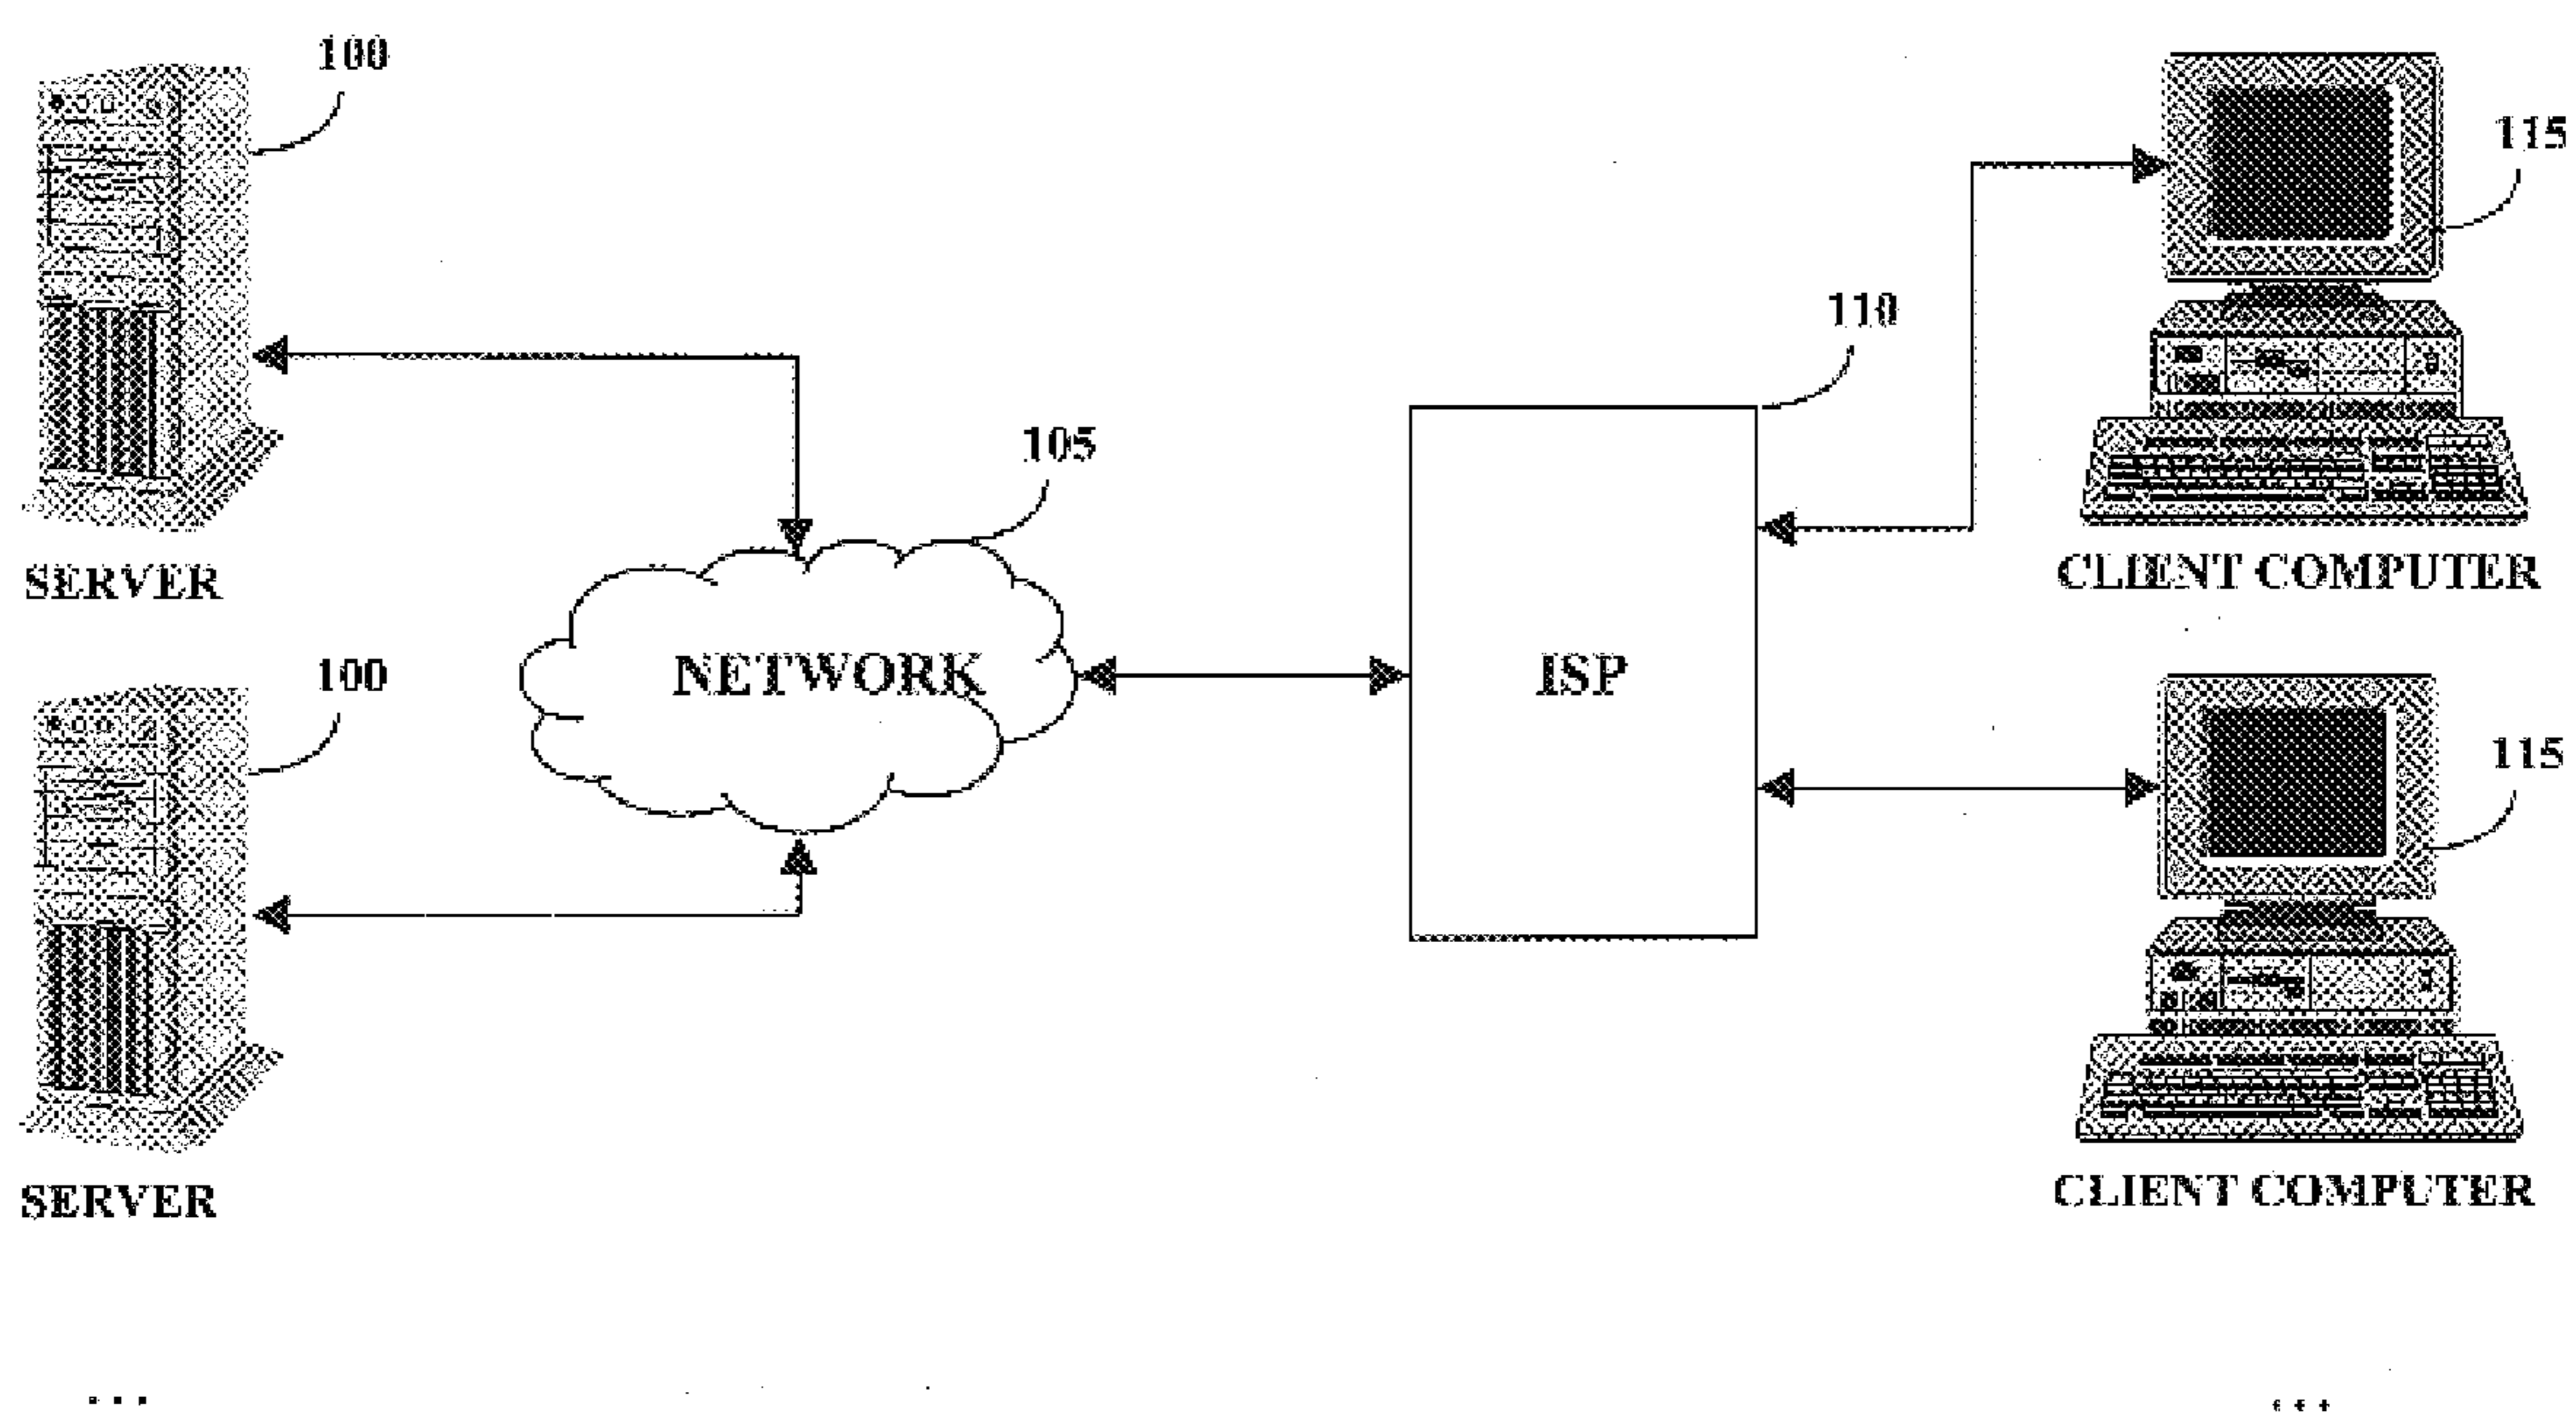 100
115
110
105
SERVER
CLIENT COMPUTER
NETWORK
ISP
100
115
SERVER
CLIENT COMPUTER
... ...